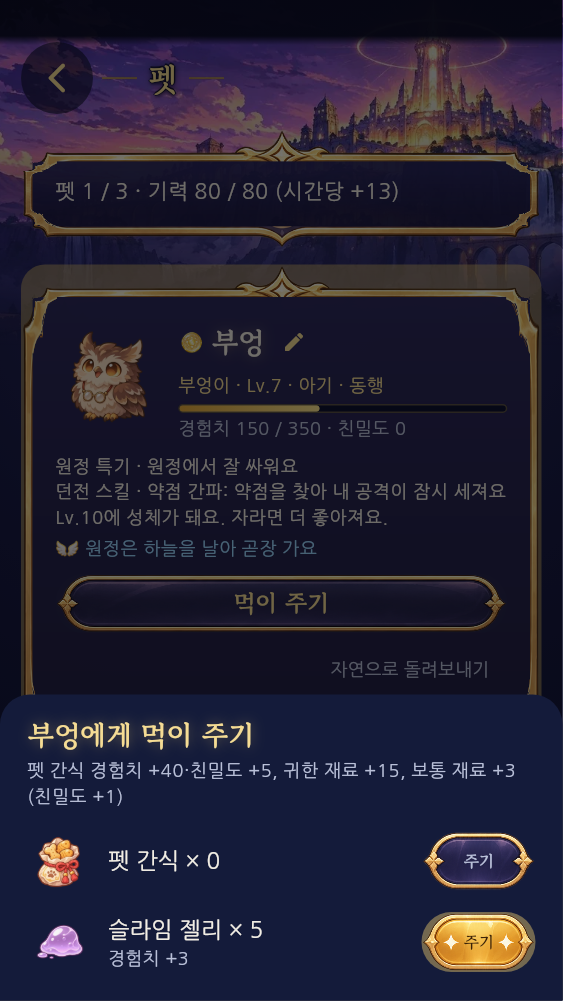 펫
펫 1 / 3 · 기력 80 / 80 (시간당 +13)
부엉
부엉이 · Lv.7 · 아기 · 동행
경험치 150 / 350 · 친밀도 0
원정 특기 · 원정에서 잘 싸워요
던전 스킬 · 약점 간파: 약점을 찾아 내 공격이 잠시 세져요
Lv.10에 성체가 돼요. 자라면 더 좋아져요.
원정은 하늘을 날아 곧장 가요
먹이 주기
자연으로 돌려보내기
부엉에게 먹이 주기
펫 간식 경험치 +40·친밀도 +5, 귀한 재료 +15, 보통 재료 +3
(친밀도 +1)
펫 간식 × 0
주기
슬라임 젤리 × 5
경험치 +3
주기